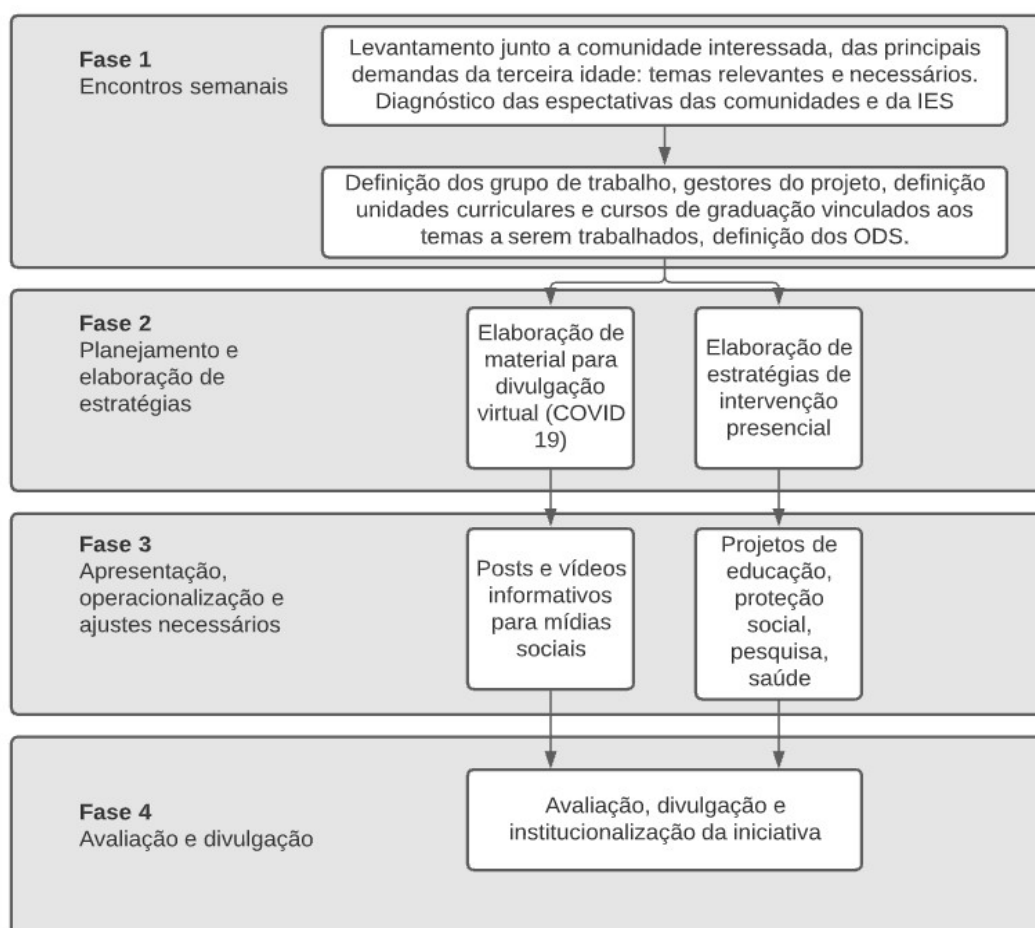 Fase 1
Encontros semanais
Levantamento junto a comunidade interessada, das principais
demandas da terceira idade: temas relevantes e necessários.
Diagnóstico das espectativas das comunidades e da IES
Definição dos grupo de trabalho, gestores do projeto, definição
unidades curriculares e cursos de graduação vinculados aos
temas a serem trabalhados, definição dos ODS.
Fase 2
Planejamento e
elaboração de
estratégias
Elaboração de
material para
divulgação
virtual (COVID
19)
Elaboração de
estratégias de
intervenção
presencial
Fase 3
Apresentação,
operacionalização e
ajustes necessários
Posts e vídeos
informativos
para mídias
sociais
Projetos de
educação,
proteção
social,
pesquisa,
saúde
Fase 4
Avaliação e divulgação
Avaliação, divulgação e
institucionalização da iniciativa